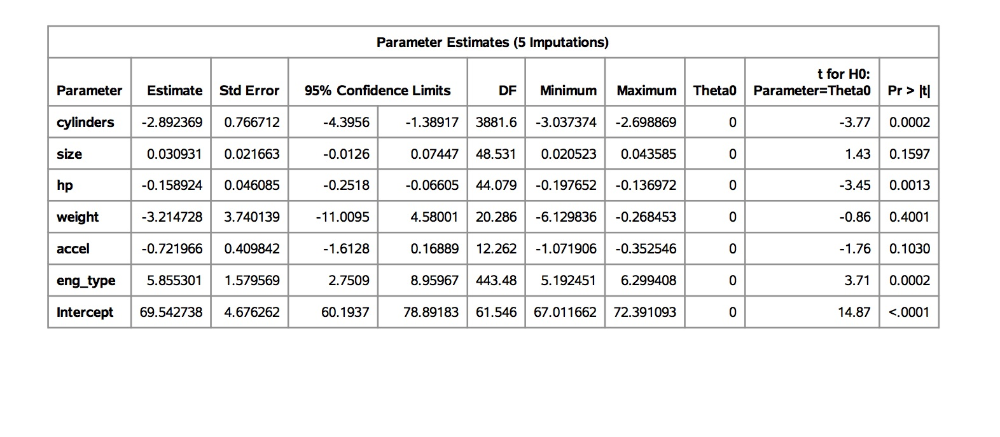 Parameter Estimates (5 Imputations)
t for H0:
Parameter Estimate Std Error 95% Confidence Limits DF Minimum Maximum Theta0 Parameter=Theta0 Pr > |t|
cylinders -2.892369 0.766712 -4.3956 -1.38917 3881.6 -3.037374 -2.698869 0 -3.77 0.0002
size 0.030931 0.021663 -0.0126 0.07447 48.531 0.020523 0.043585 0 1.43 0.1597
hp -0.158924 0.046085 -0.2518 -0.06605 44.079 -0.197652 -0.136972 0 -3.45 0.0013
weight -3.214728 3.740139 -11.0095 4.58001 20.286 -6.129836 -0.268453 0 -0.86 0.4001
accel -0.721966 0.409842 -1.6128 0.16889 12.262 -1.071906 -0.352546 0 -1.76 0.1030
eng_type 5.855301 1.579569 2.7509 8.95967 443.48 5.192451 6.299408 0 3.71 0.0002
Intercept 69.542738 4.676262 60.1937 78.89183 61.546 67.011662 72.391093 0 14.87 <.0001